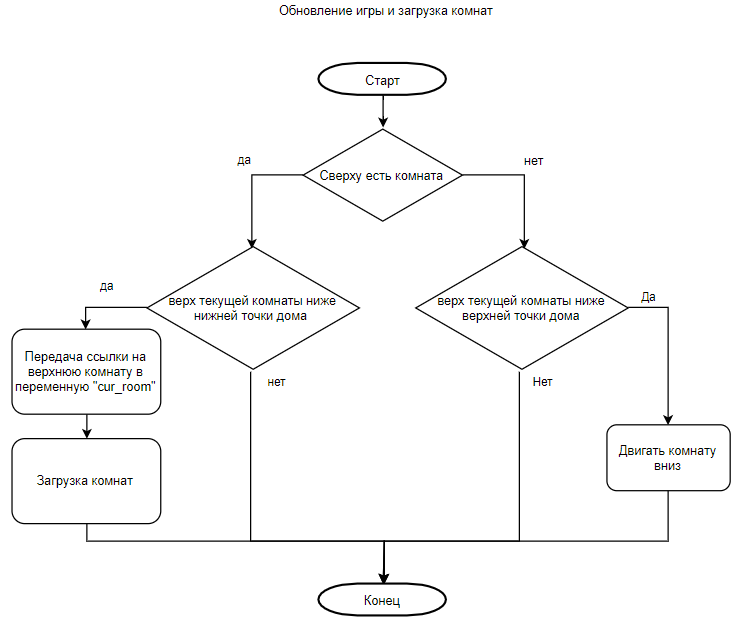 Обновление игры и загрузка комнат
Старт
да
нет
Сверху есть комната
да
верх текущей комнаты ниже
нижней точки дома
верх текущей комнаты ниже
верхней точки дома
Да
Передача ссылки на
верхнюю комнату в
переменную "cur_room"
нет
Нет
Загрузка комнат
Двигать комнату
вниз
Конец